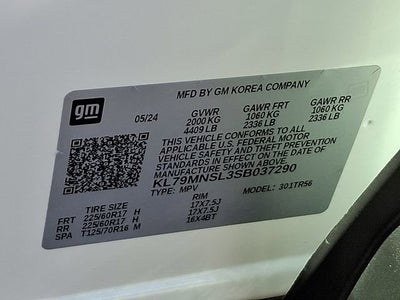 gm
MFD BY GM KOREA COMPANY
05/24 GVWR GAWR FRT GAWR RR
2000 KG 1060 KG 1060 KG
4409 LB 2336 LB 2336 LB
THIS VEHICLE CONFORMS TO ALL
APPLICABLE U.S. FEDERAL MOTOR
VEHICLE SAFETY AND THEFT PREVENTION
STANDARDS IN EFFECT ON THE DATE OF
MANUFACTURE SHOWN ABOVE.
KL79MNSL3SB037290
TYPE: MPV MODEL: 301TR56
TIRE SIZE RIM
FRT 225/60R17 H 17X7.5J
RR 225/60R17 H 17X7.5J
SPA T125/70R16 M 16X4BT